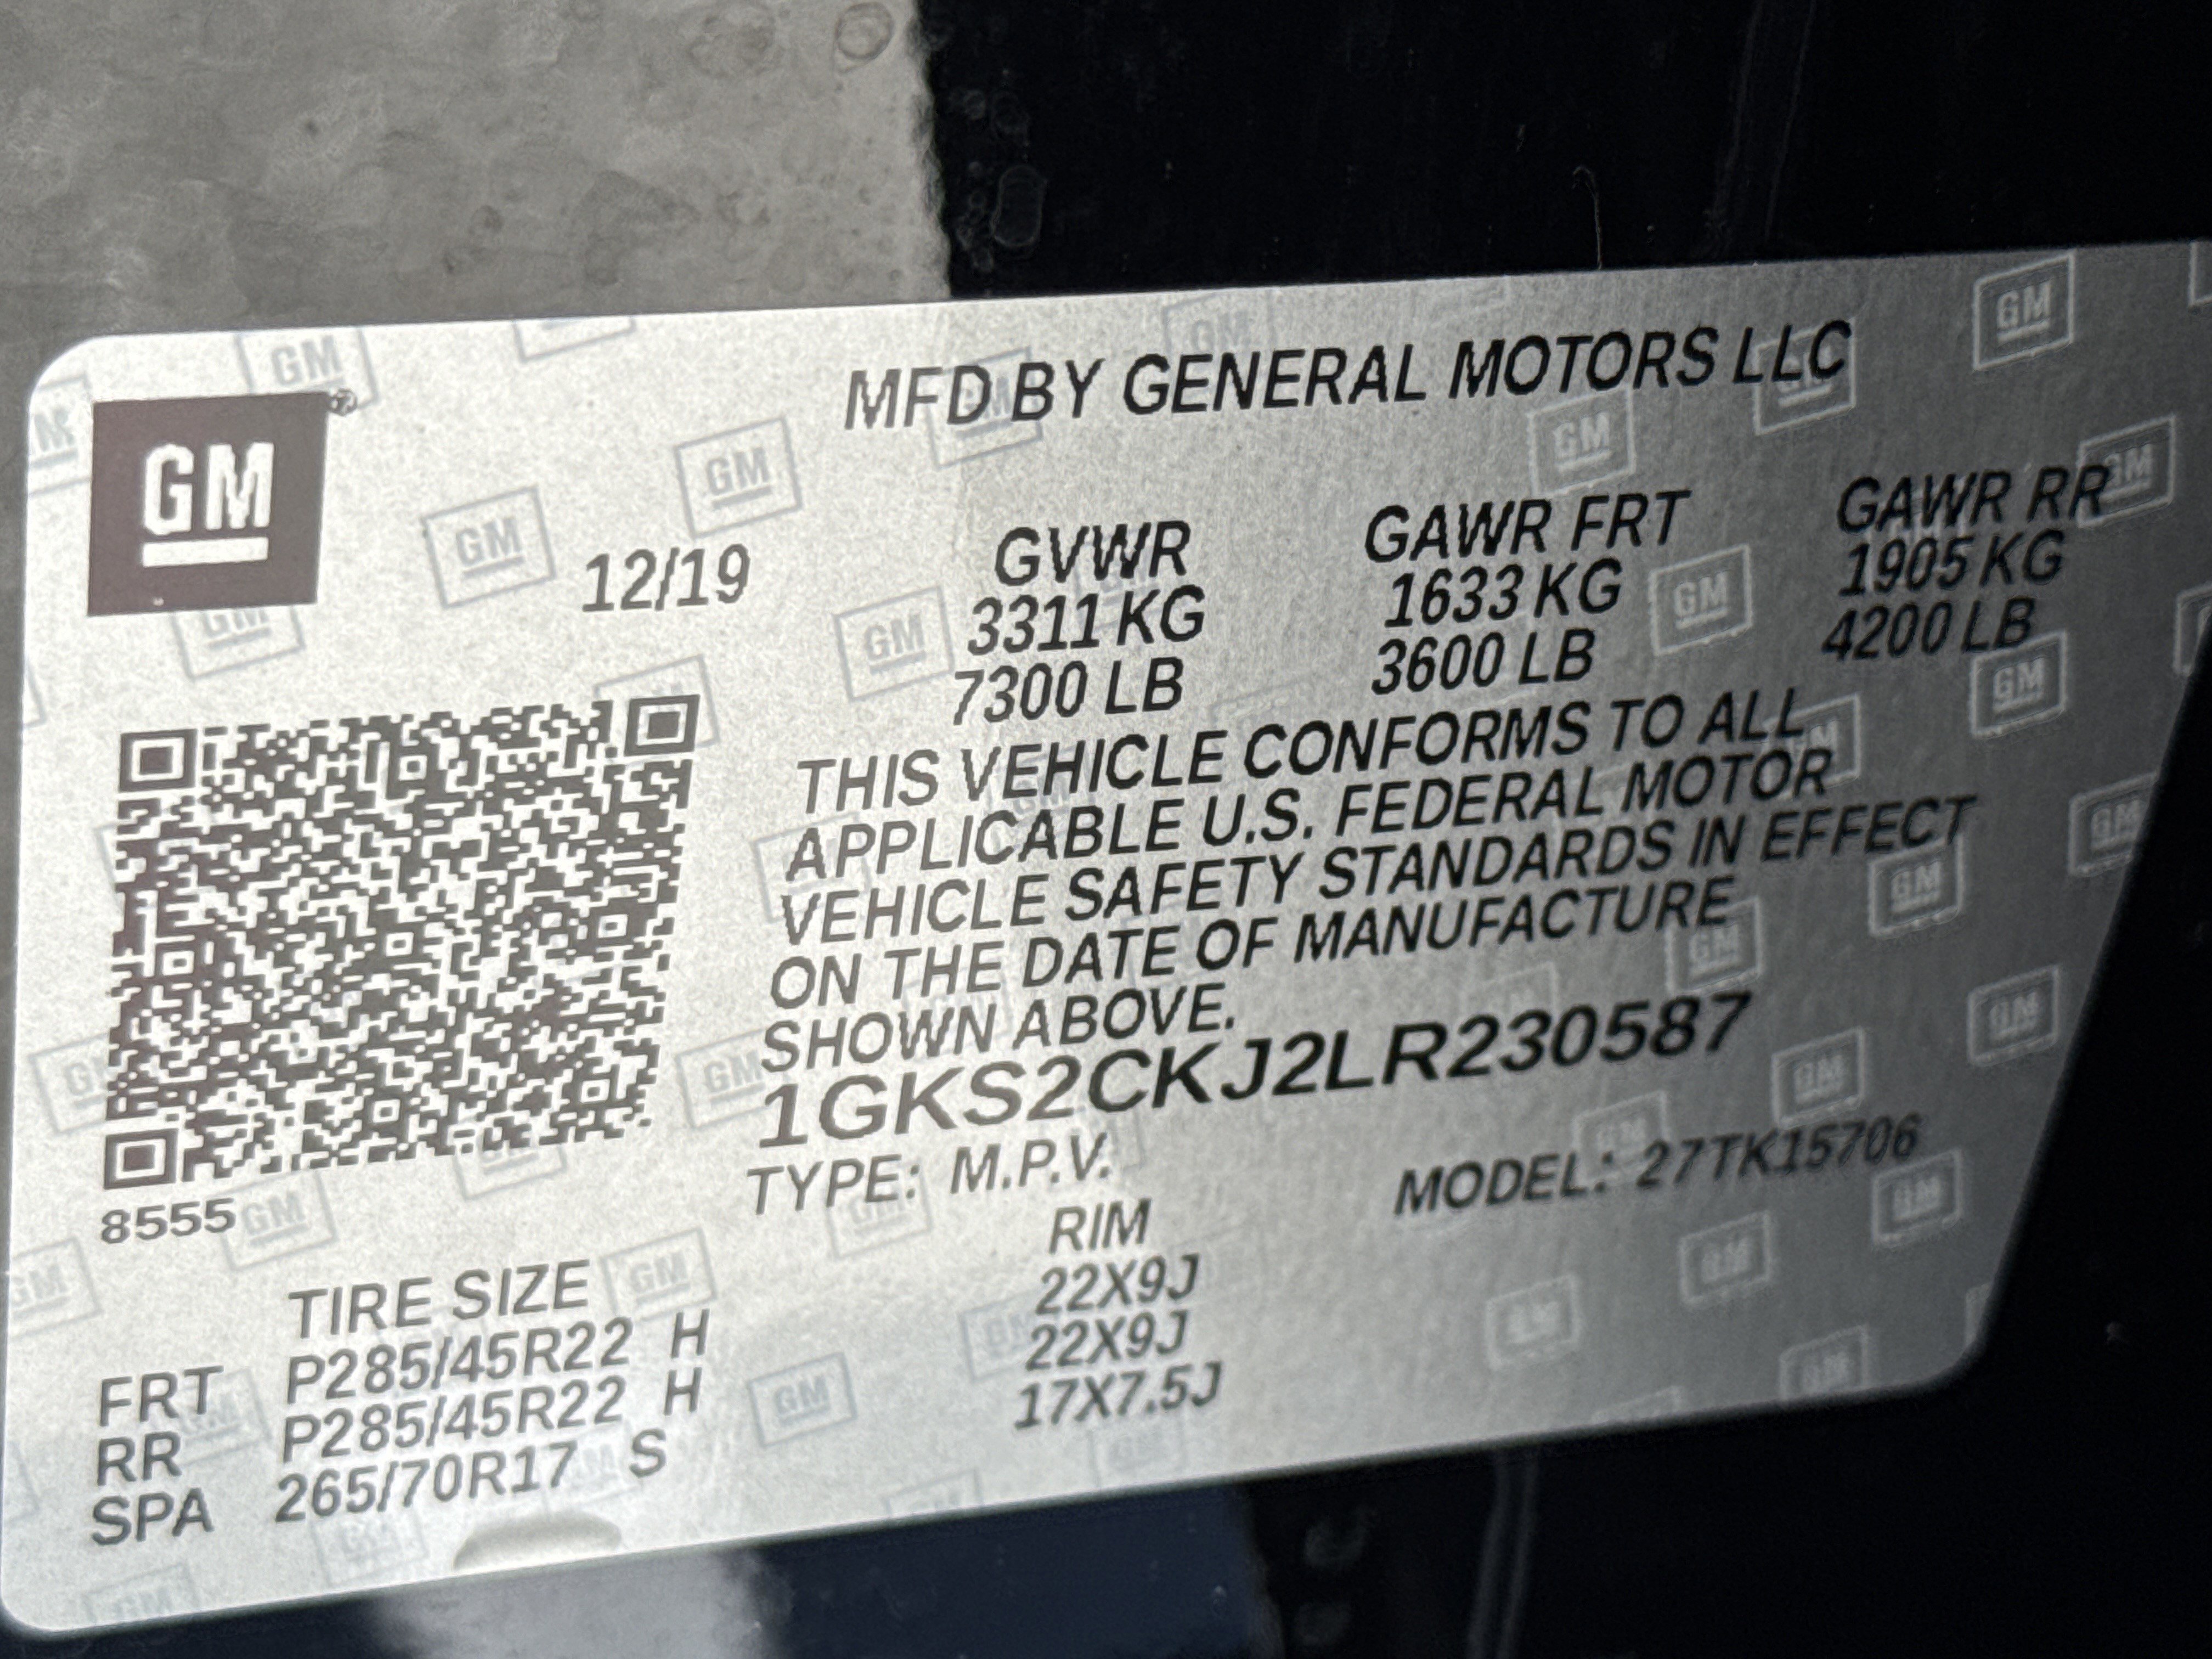 GM
MFD BY GENERAL MOTORS LLC
12/19
GVWR GAWR FRT GAWR RR
3311 KG 1633 KG 1905 KG
7300 LB 3600 LB 4200 LB
THIS VEHICLE CONFORMS TO ALL
APPLICABLE U.S. FEDERAL MOTOR
VEHICLE SAFETY STANDARDS IN EFFECT
ON THE DATE OF MANUFACTURE
SHOWN ABOVE.
1GKS2CKJ2LR230587
TYPE: M.P.V. MODEL: 27TK15706
8555
TIRE SIZE RIM
FRT P285/45R22 H 22X9J
RR P285/45R22 H 22X9J
SPA 265/70R17 S 17X7.5J